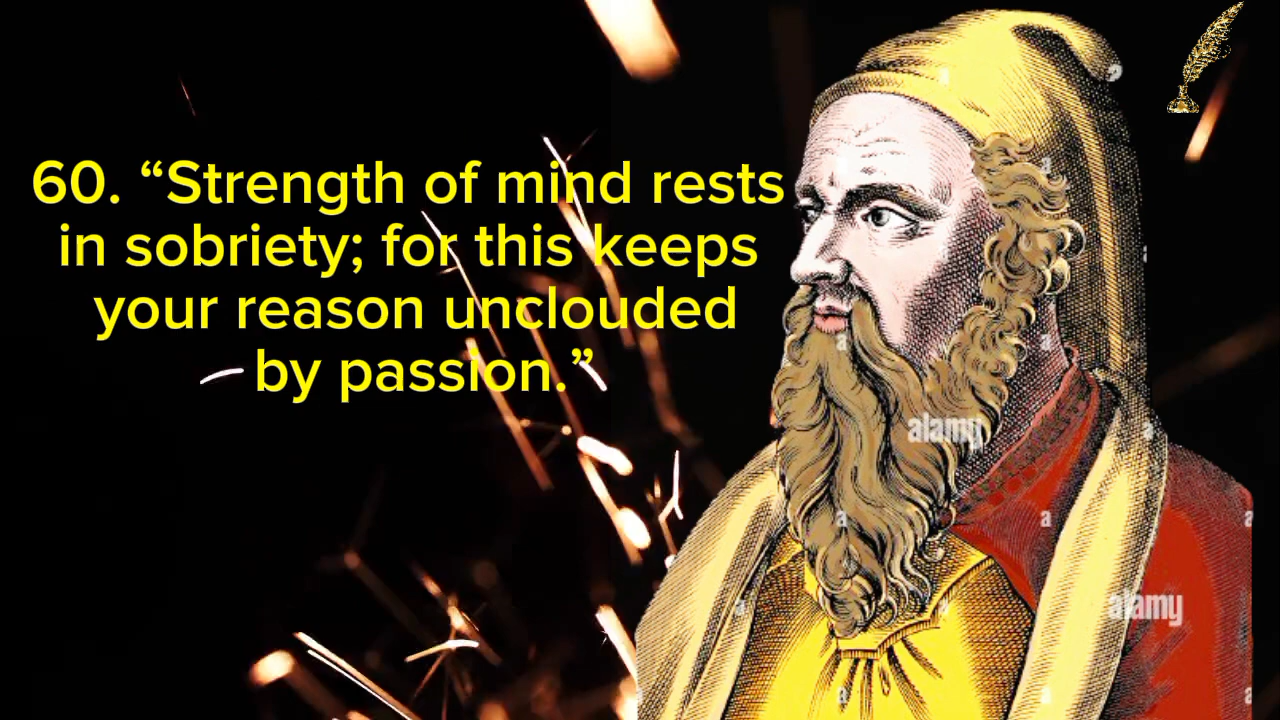 60. “Strength of mind rests
in sobriety; for this keeps
your reason unclouded
by passion.”
alamy
alamy
a
a
a
a
a
a
a
a
a
a
a
a
a
a